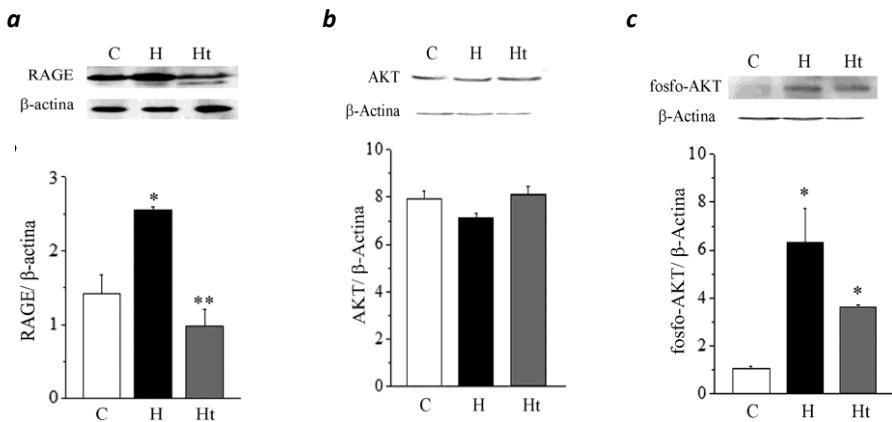 a
C H Ht
RAGE
β-actina
RAGE/ β-actina
3
2
1
0
*
**
C H Ht
b
C H Ht
AKT
β-Actina
AKT/ β-Actina
10
8
6
4
2
0
C H Ht
c
C H Ht
fosfo-AKT
β-Actina
fosfo-AKT/ β-Actina
10
8
6
4
2
0
*
*
C H Ht